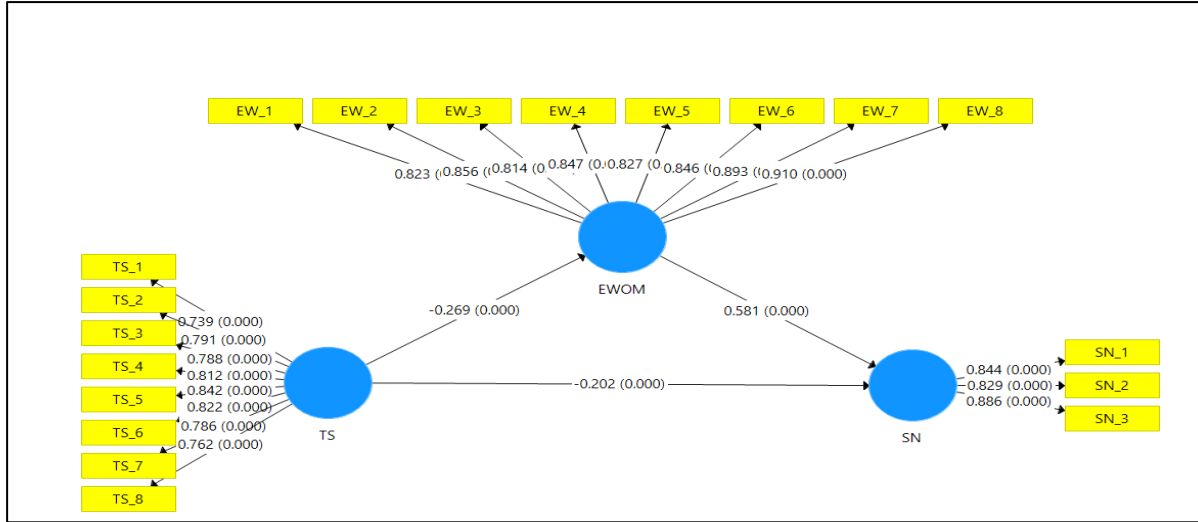 EW_1 EW_2 EW_3 EW_4 EW_5 EW_6 EW_7 EW_8
0.823 0.856 0.814 0.847 0.827 0.846 0.893 0.910 (0.000)
EWOM
TS_1
TS_2
TS_3
TS_4
TS_5
TS_6
TS_7
TS_8
0.739 (0.000)
0.791 (0.000)
0.788 (0.000)
0.812 (0.000)
0.842 (0.000)
0.822 (0.000)
0.786 (0.000)
0.762 (0.000)
TS
-0.269 (0.000)
0.581 (0.000)
-0.202 (0.000)
SN
0.844 (0.000)
0.829 (0.000)
0.886 (0.000)
SN_1
SN_2
SN_3